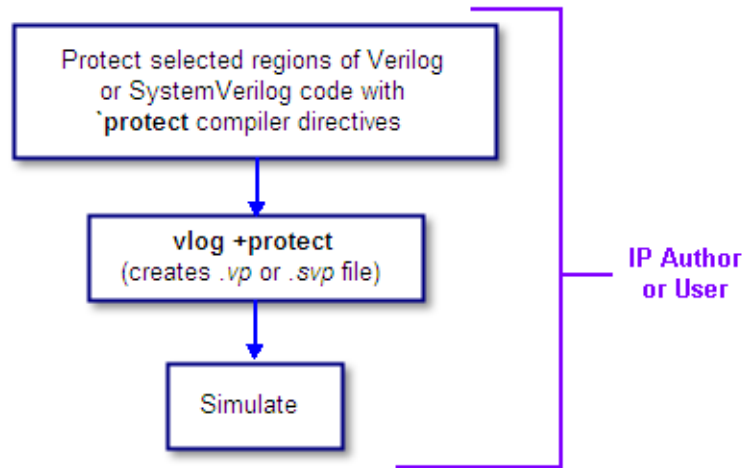 Protect selected regions of Verilog
or SystemVerilog code with
`protect compiler directives
vlog +protect
(creates .vp or .svp file)
Simulate
IP Author
or User